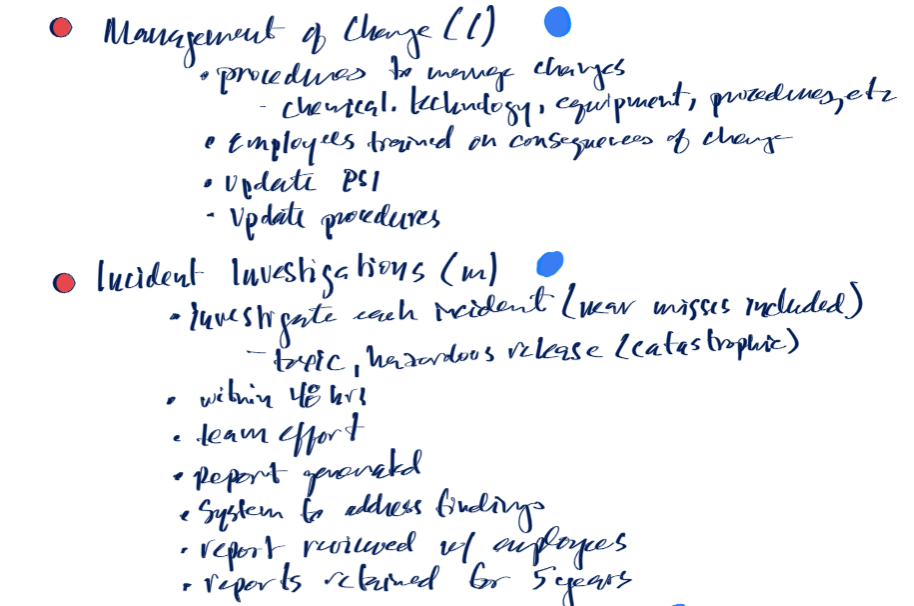 Management of Change (l)
• procedures to manage changes
- chemical, technology, equipment, procedures, etc
• Employees trained on consequences of change
• Update PSI
- Update procedures
Incident Investigations (m)
• Investigate each incident (near misses included)
- toxic, hazardous release (catastrophic)
• within 48 hrs
• team effort
• Report generated
• System to address findings
• report reviewed w/ employees
• reports retained for 5 years